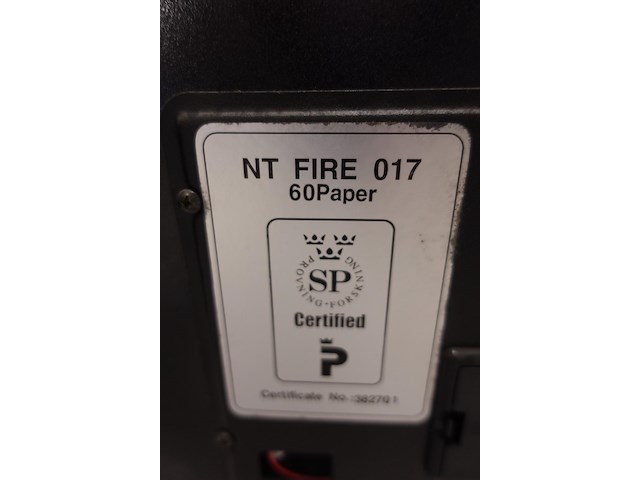 NT FIRE 017
60Paper
SP
PROVNING · FORSKNING
Certified
P
Certificate No.:382701